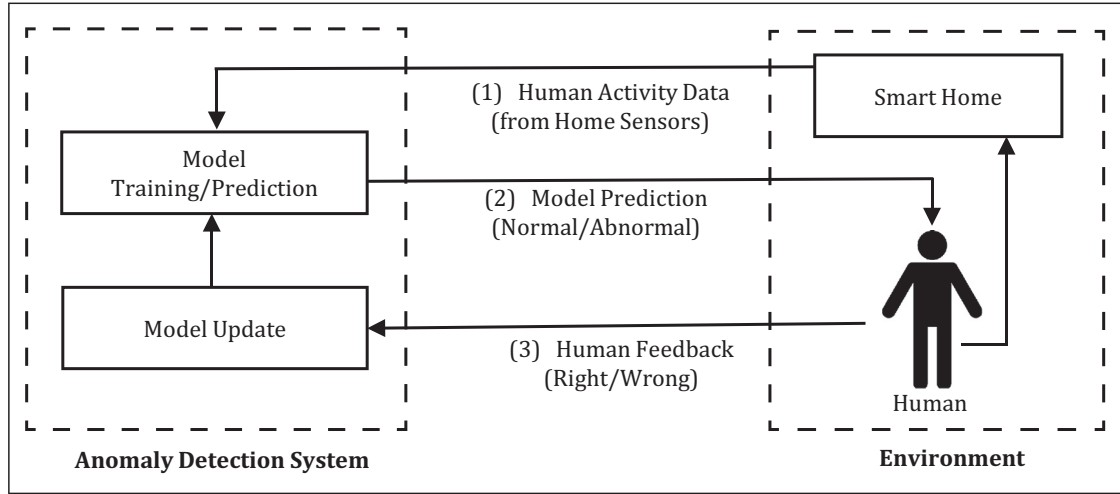 (1) Human Activity Data
(from Home Sensors)
Smart Home
Model
Training/Prediction
(2) Model Prediction
(Normal/Abnormal)
Model Update
(3) Human Feedback
(Right/Wrong)
Human
Anomaly Detection System
Environment